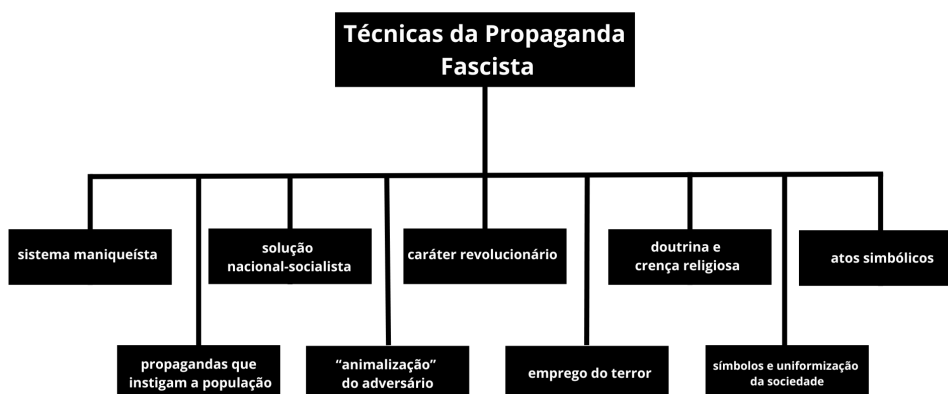 Técnicas da Propaganda
Fascista
sistema maniqueísta
solução
nacional-socialista
caráter revolucionário
doutrina e
crença religiosa
atos simbólicos
propagandas que
instigam a população
“animalização”
do adversário
emprego do terror
símbolos e uniformização
da sociedade